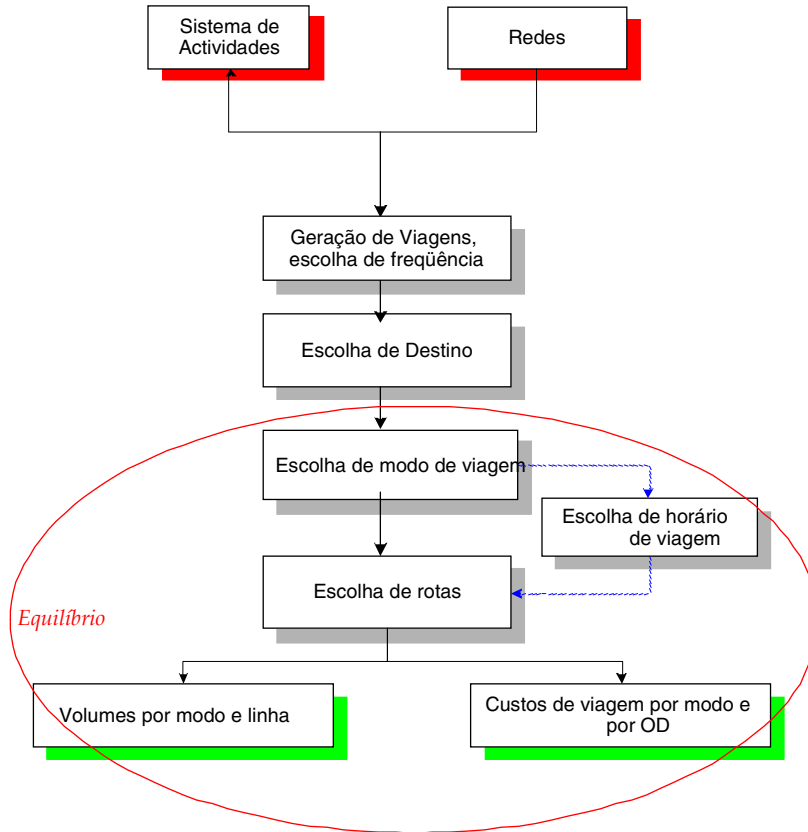 Sistema de
Actividades
Redes
Geração de Viagens,
escolha de freqüência
Escolha de Destino
Escolha de modo de viagem
Escolha de horário
de viagem
Escolha de rotas
Equilíbrio
Volumes por modo e linha
Custos de viagem por modo e
por OD